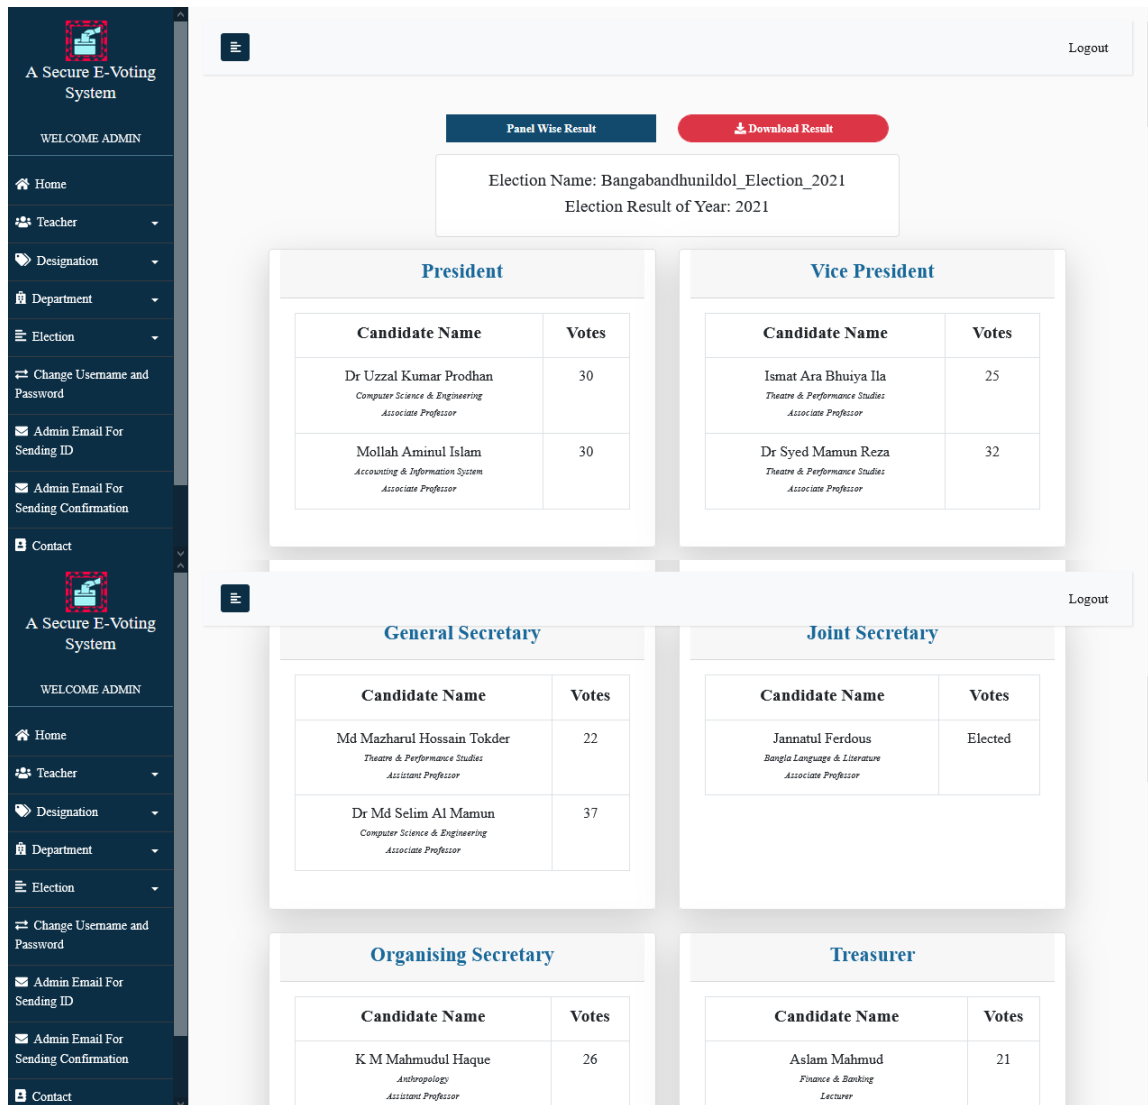 A Secure E-Voting
System
WELCOME ADMIN
Home
Teacher
Designation
Department
Election
Change Username and
Password
Admin Email For
Sending ID
Admin Email For
Sending Confirmation
Contact
Logout
Panel Wise Result
Download Result
Election Name: Bangabandhunildol_Election_2021
Election Result of Year: 2021
President
Candidate Name Votes
Dr Uzzal Kumar Prodhan 30
Computer Science & Engineering
Associate Professor
Mollah Aminul Islam 30
Accounting & Information System
Associate Professor
Vice President
Candidate Name Votes
Ismat Ara Bhuiya Ila 25
Theatre & Performance Studies
Associate Professor
Dr Syed Mamun Reza 32
Theatre & Performance Studies
Associate Professor
A Secure E-Voting
System
WELCOME ADMIN
Home
Teacher
Designation
Department
Election
Change Username and
Password
Admin Email For
Sending ID
Admin Email For
Sending Confirmation
Contact
Logout
General Secretary
Candidate Name Votes
Md Mazharul Hossain Tokder 22
Theatre & Performance Studies
Assistant Professor
Dr Md Selim Al Mamun 37
Computer Science & Engineering
Associate Professor
Joint Secretary
Candidate Name Votes
Jannatul Ferdous Elected
Bangla Language & Literature
Associate Professor
Organising Secretary
Candidate Name Votes
K M Mahmudul Haque 26
Anthropology
Assistant Professor
Treasurer
Candidate Name Votes
Aslam Mahmud 21
Finance & Banking
Lecturer